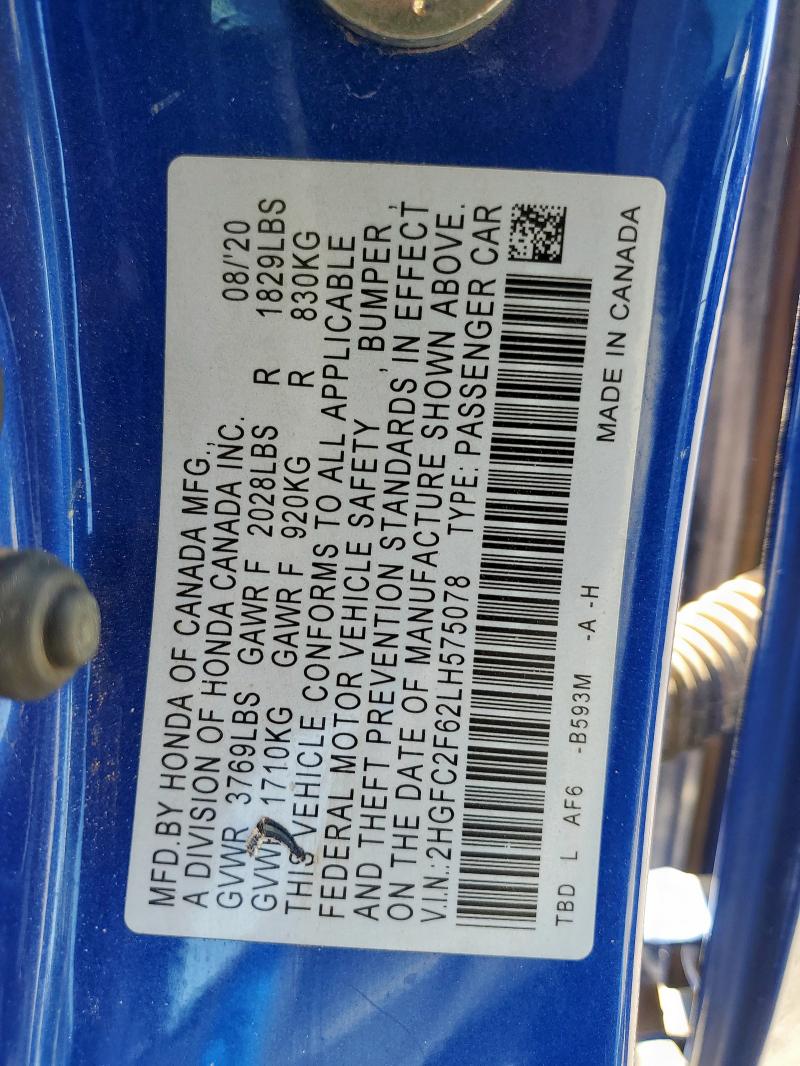 MFD.BY HONDA OF CANADA MFG.,
A DIVISION OF HONDA CANADA INC. 08/'20
GVWR 3769LBS GAWR F 2028LBS R 1829LBS
GVW 1710KG GAWR F 920KG R 830KG
THIS VEHICLE CONFORMS TO ALL APPLICABLE
FEDERAL MOTOR VEHICLE SAFETY , BUMPER ,
AND THEFT PREVENTION STANDARDS IN EFFECT
ON THE DATE OF MANUFACTURE SHOWN ABOVE.
V.I.N.:2HGFC2F62LH575078 TYPE: PASSENGER CAR
TBD L AF6 -B593M -A -H MADE IN CANADA